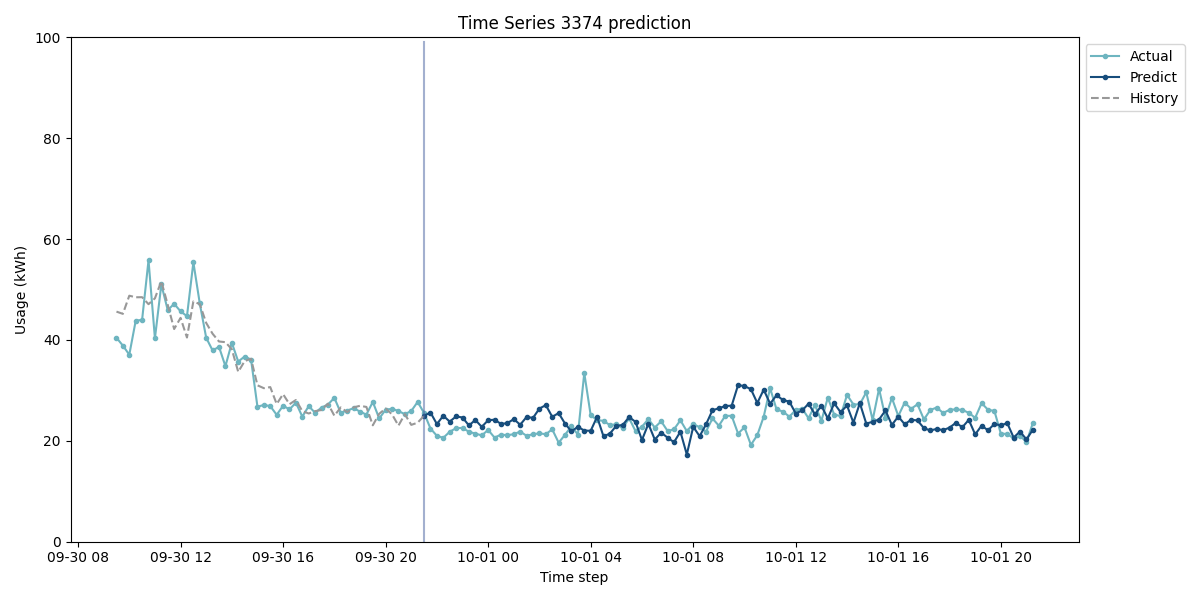 Time Series 3374 prediction
100
80
60
40
20
0
Usage (kWh)
09-30 08 09-30 12 09-30 16 09-30 20 10-01 00 10-01 04 10-01 08 10-01 12 10-01 16 10-01 20
Time step
Actual
Predict
History